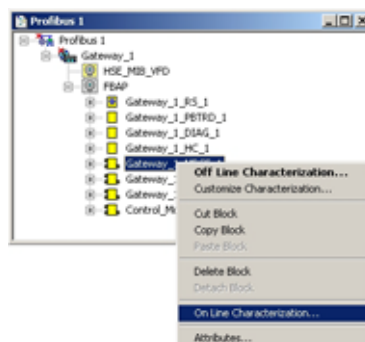 Profibus 1
Profibus 1
Gateway_1
HSE_MIB_VFD
FBAP
Gateway_1_RS_1
Gateway_1_PBTRD_1
Gateway_1_DIAG_1
Gateway_1_HC_1
Off Line Characterization...
Customize Characterization...
Cut Block
Copy Block
Paste Block
Delete Block
Detach Block
On Line Characterization...
Attributes...